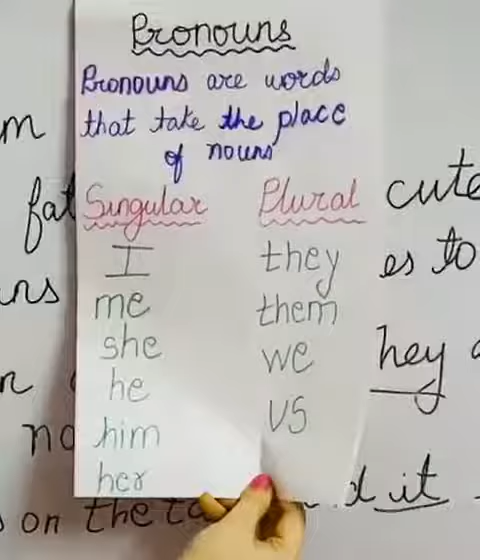 Pronouns
Pronouns are words
that take the place
of nouns
Singular Plural
I they
me them
she we
he us
him
her
cute
es to
hey
no
on the
d it